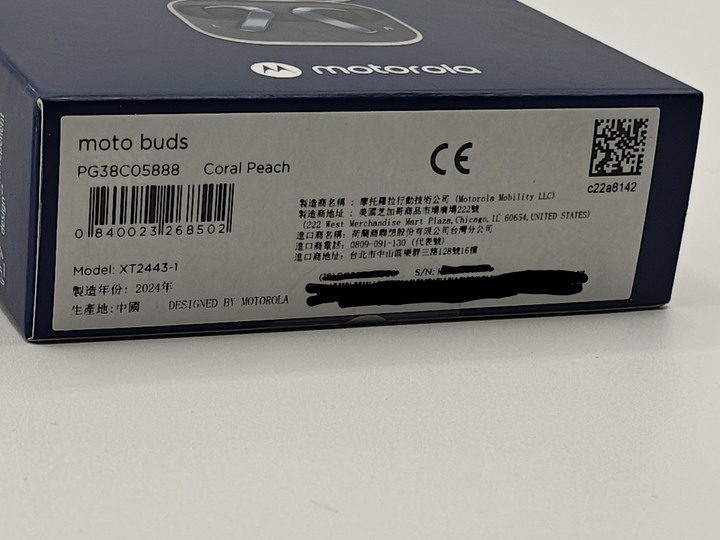 motorola
moto buds
PG38C05888 Coral Peach
0 840023 268502
Model: XT2443-1
製造年份: 2024年
生產地:中國 DESIGNED BY MOTOROLA
CE
製造商名稱 : 摩托羅拉行動技術公司 (Motorola Mobility LLC)
製造商地址 : 美國芝加哥商品市場廣場222號
(222 West Merchandise Mart Plaza,Chicago, IL 60654,UNITED STATES)
進口商名稱: 荷蘭商聯想股份有限公司台灣分公司
進口商電話: 0809-091-130 (代表號)
進口商地址: 台北市中山區樂群三路128號16樓
S/N:
c22a8142